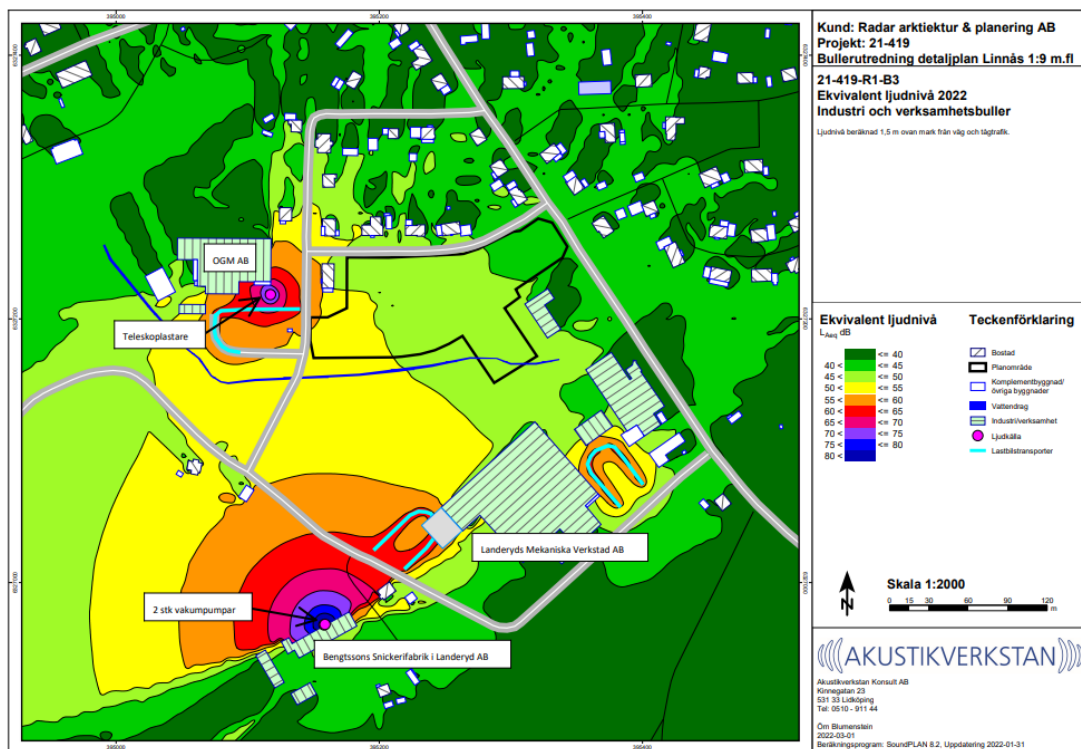 Kund: Radar arktiektur & planering AB
Projekt: 21-419
Bullerutredning detaljplan Linnås 1:9 m.fl
21-419-R1-B3
Ekvivalent ljudnivå 2022
Industri och verksamhetsbuller
Ljudnivå beräknad 1,5 m ovan mark från väg och tågtrafik.
OGM AB
Teleskoplastare
Landeryds Mekaniska Verkstad AB
2 stk vakumpumpar
Bengtssons Snickerifabrik i Landeryd AB
Ekvivalent ljudnivå
LAeq dB
<= 40
40 < <= 45
45 < <= 50
50 < <= 55
55 < <= 60
60 < <= 65
65 < <= 70
70 < <= 75
75 < <= 80
80 <
Teckenförklaring
Bostad
Planområde
Komplementbyggnad/
övriga byggnader
Vattendrag
Industri/verksamhet
Ljudkälla
Lastbilstransporter
N
Skala 1:2000
0 15 30 60 90 120
m
AKUSTIKVERKSTAN
Akustikverkstan Konsult AB
Kinnegatan 23
531 33 Lidköping
Tel: 0510 - 911 44
Öm Blumenstein
2022-03-01
Beräkningsprogram: SoundPLAN 8.2, Uppdatering 2022-01-31